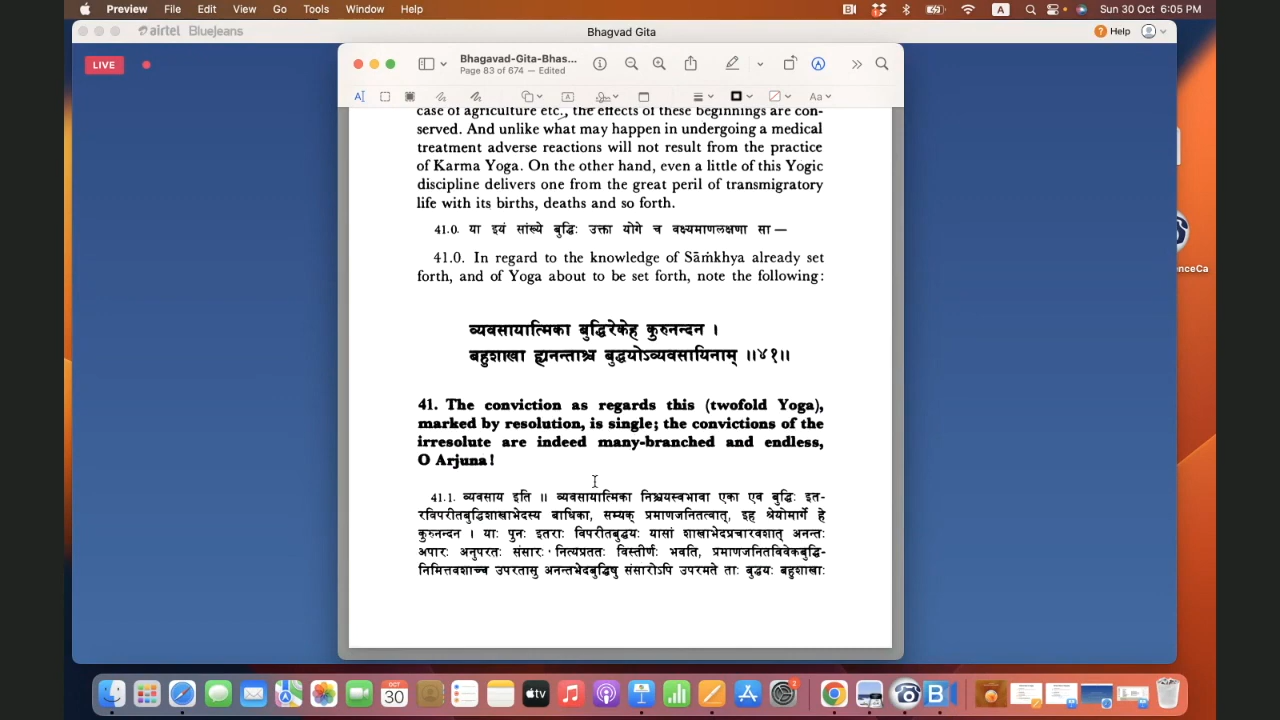 Preview File Edit View Go Tools Window Help
A Sun 30 Oct 6:05 PM
airtel BlueJeans
Bhagvad Gita
? Help
LIVE
Bhagavad-Gita-Bhas...
Page 83 of 674 — Edited
Aa
case of agriculture etc., the effects of these beginnings are con-
served. And unlike what may happen in undergoing a medical
treatment adverse reactions will not result from the practice
of Karma Yoga. On the other hand, even a little of this Yogic
discipline delivers one from the great peril of transmigratory
life with its births, deaths and so forth.
41.0. या इयं सांख्ये बुद्धिः उक्ता योगे च वक्ष्यमाणलक्षणा सा —
41.0. In regard to the knowledge of Sāṁkhya already set
forth, and of Yoga about to be set forth, note the following:
व्यवसायात्मिका बुद्धिरेकेह कुरुनन्दन ।
बहुशाखा ह्यनन्ताश्च बुद्धयोऽव्यवसायिनाम् ॥४१॥
41. The conviction as regards this (twofold Yoga),
marked by resolution, is single; the convictions of the
irresolute are indeed many-branched and endless,
O Arjuna!
41.1. व्यवसाय इति ॥ व्यवसायात्मिका निश्चयस्वभावा एका एव बुद्धिः इत-
रविपरीतबुद्धिशाखाभेदस्य बाधिका, सम्यक् प्रमाणजनितत्वात्, इह श्रेयोमार्गे हे
कुरुनन्दन । याः पुनः इतराः विपरीतबुद्धयः यासां शाखाभेदप्रचारवशात् अनन्तः
अपारः अनुपरतः संसारः नित्यप्रततः विस्तीर्णः भवति, प्रमाणजनितविवेकबुद्धि-
निमित्तवशाच्च उपरतासु अनन्तभेदबुद्धिषु संसारोऽपि उपरमते ताः बुद्धयः बहुशाखाः
enceCa
OCT
30
tv
2